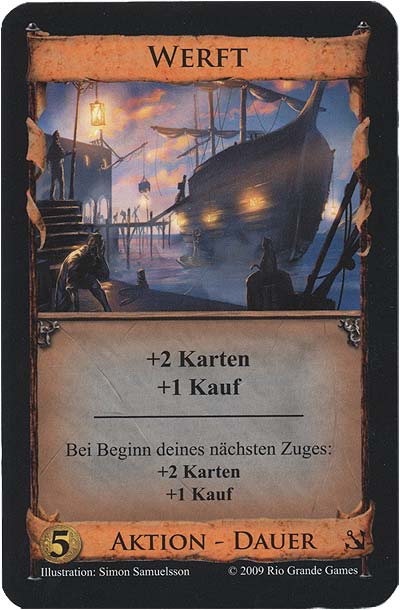 Werft
+2 Karten
+1 Kauf
Bei Beginn deines nächsten Zuges:
+2 Karten
+1 Kauf
5
Aktion - Dauer
Illustration: Simon Samuelsson © 2009 Rio Grande Games